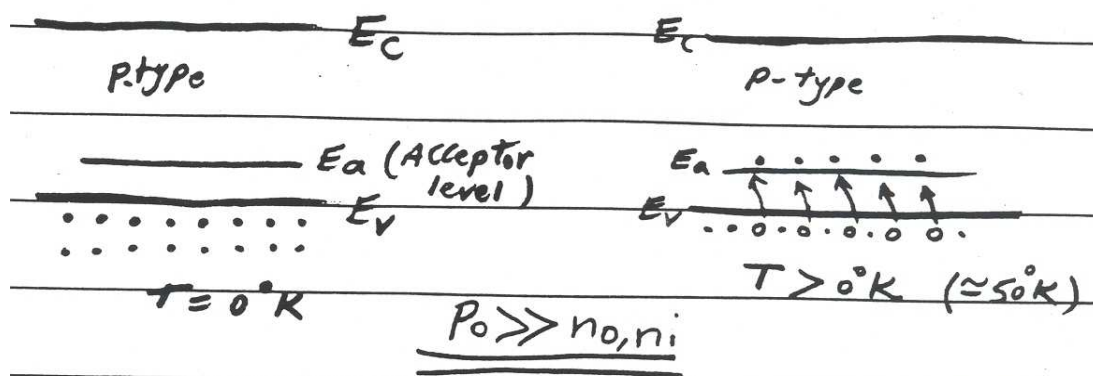 Ec Ec
P-type P-type
Ea (Acceptor level) Ea
Ev Ev
T = 0°K T > 0°K (≃50°K)
Po >> no,ni